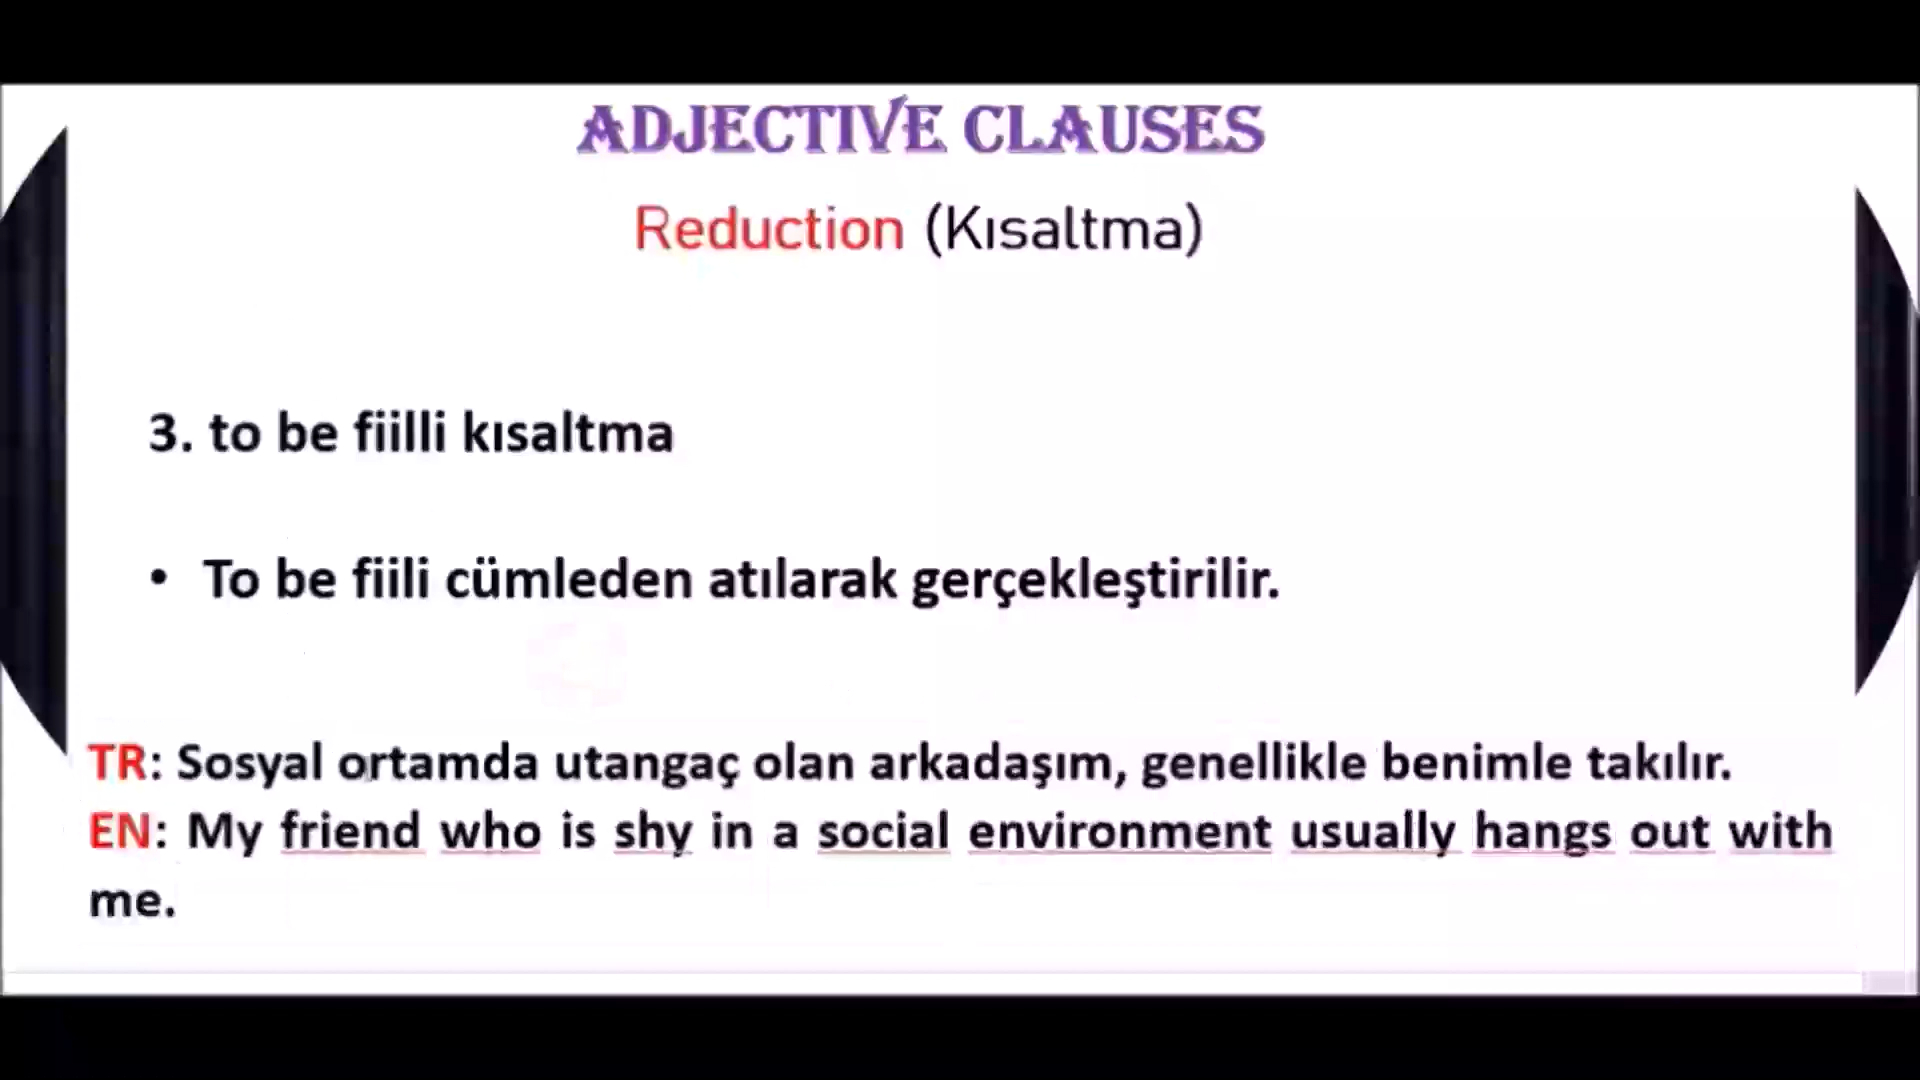 ADJECTIVE CLAUSES
Reduction (Kısaltma)
3. to be fiilli kısaltma
• To be fiili cümleden atılarak gerçekleştirilir.
TR: Sosyal ortamda utangaç olan arkadaşım, genellikle benimle takılır.
EN: My friend who is shy in a social environment usually hangs out with
me.